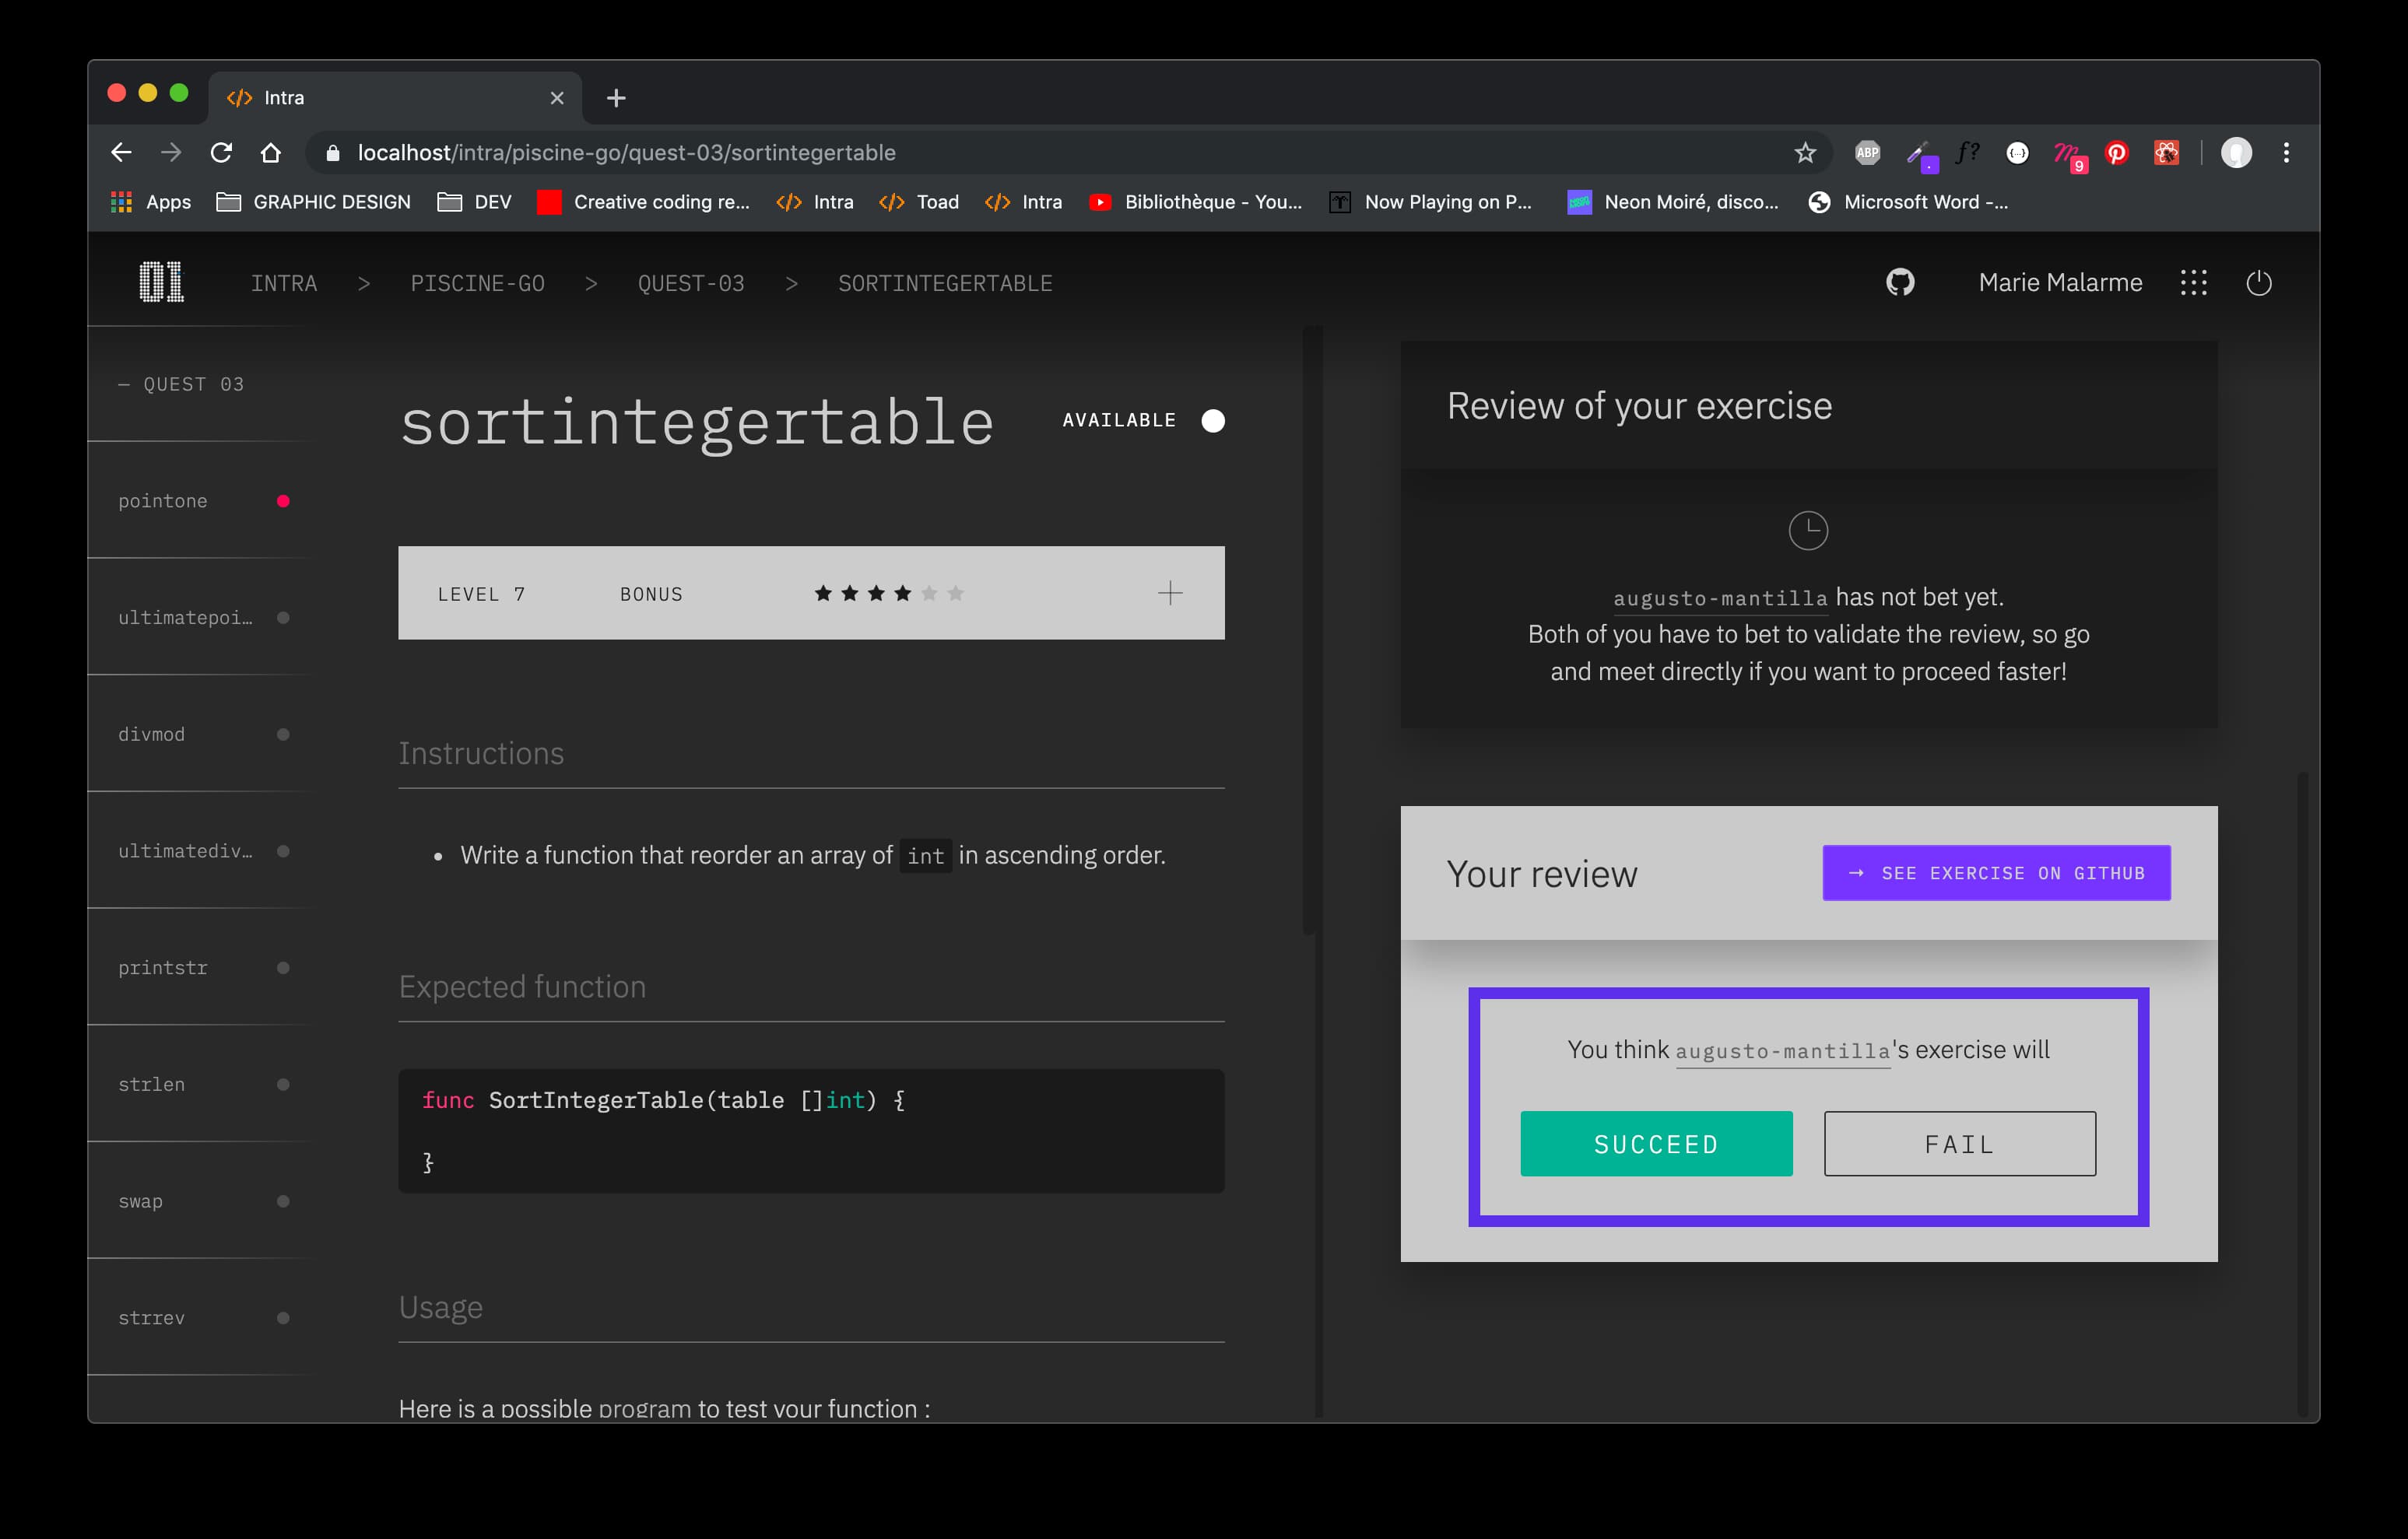 Intra
localhost/intra/piscine-go/quest-03/sortintegertable
ABP
f?
9
Apps
GRAPHIC DESIGN
DEV
Creative coding re...
Intra
Toad
Intra
Bibliothèque - You...
Now Playing on P...
Neon Moiré, disco...
Microsoft Word -...
01
INTRA > PISCINE-GO > QUEST-03 > SORTINTEGERTABLE
Marie Malarme
— QUEST 03
pointone
ultimatepoi…
divmod
ultimatediv…
printstr
strlen
swap
strrev
sortintegertable
AVAILABLE
LEVEL 7
BONUS
Instructions
• Write a function that reorder an array of int in ascending order.
Expected function
func SortIntegerTable(table []int) {
}
Usage
Here is a possible program to test your function :
Review of your exercise
augusto-mantilla has not bet yet.
Both of you have to bet to validate the review, so go
and meet directly if you want to proceed faster!
Your review
→ SEE EXERCISE ON GITHUB
You think augusto-mantilla's exercise will
SUCCEED
FAIL